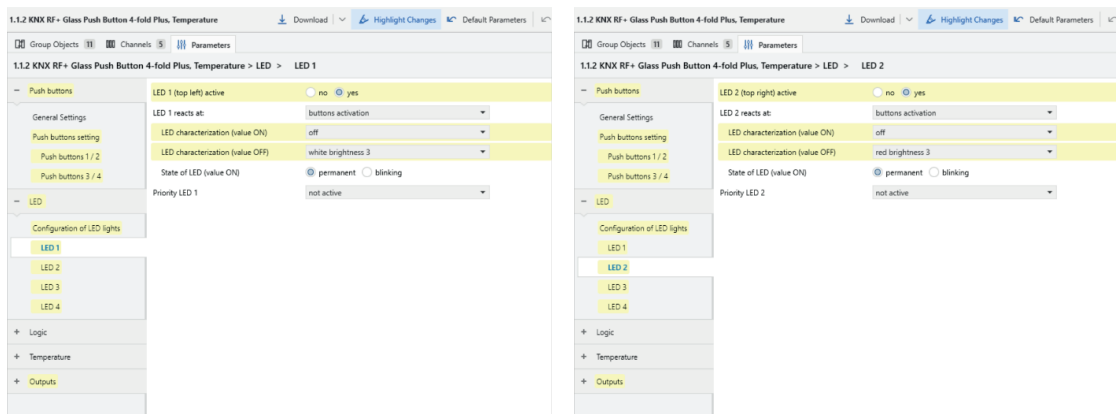 1.1.2 KNX RF+ Glass Push Button 4-fold Plus, Temperature
Download
Highlight Changes
Default Parameters
Group Objects 11
Channels 5
Parameters
1.1.2 KNX RF+ Glass Push Button 4-fold Plus, Temperature > LED > LED 1
− Push buttons
General Settings
Push buttons setting
Push buttons 1 / 2
Push buttons 3 / 4
− LED
Configuration of LED lights
LED 1
LED 2
LED 3
LED 4
+ Logic
+ Temperature
+ Outputs
LED 1 (top left) active no yes
LED 1 reacts at: buttons activation
LED characterization (value ON) off
LED characterization (value OFF) white brightness 3
State of LED (value ON) permanent blinking
Priority LED 1 not active
1.1.2 KNX RF+ Glass Push Button 4-fold Plus, Temperature
Download
Highlight Changes
Default Parameters
Group Objects 11
Channels 5
Parameters
1.1.2 KNX RF+ Glass Push Button 4-fold Plus, Temperature > LED > LED 2
− Push buttons
General Settings
Push buttons setting
Push buttons 1 / 2
Push buttons 3 / 4
− LED
Configuration of LED lights
LED 1
LED 2
LED 3
LED 4
+ Logic
+ Temperature
+ Outputs
LED 2 (top right) active no yes
LED 2 reacts at: buttons activation
LED characterization (value ON) off
LED characterization (value OFF) red brightness 3
State of LED (value ON) permanent blinking
Priority LED 2 not active